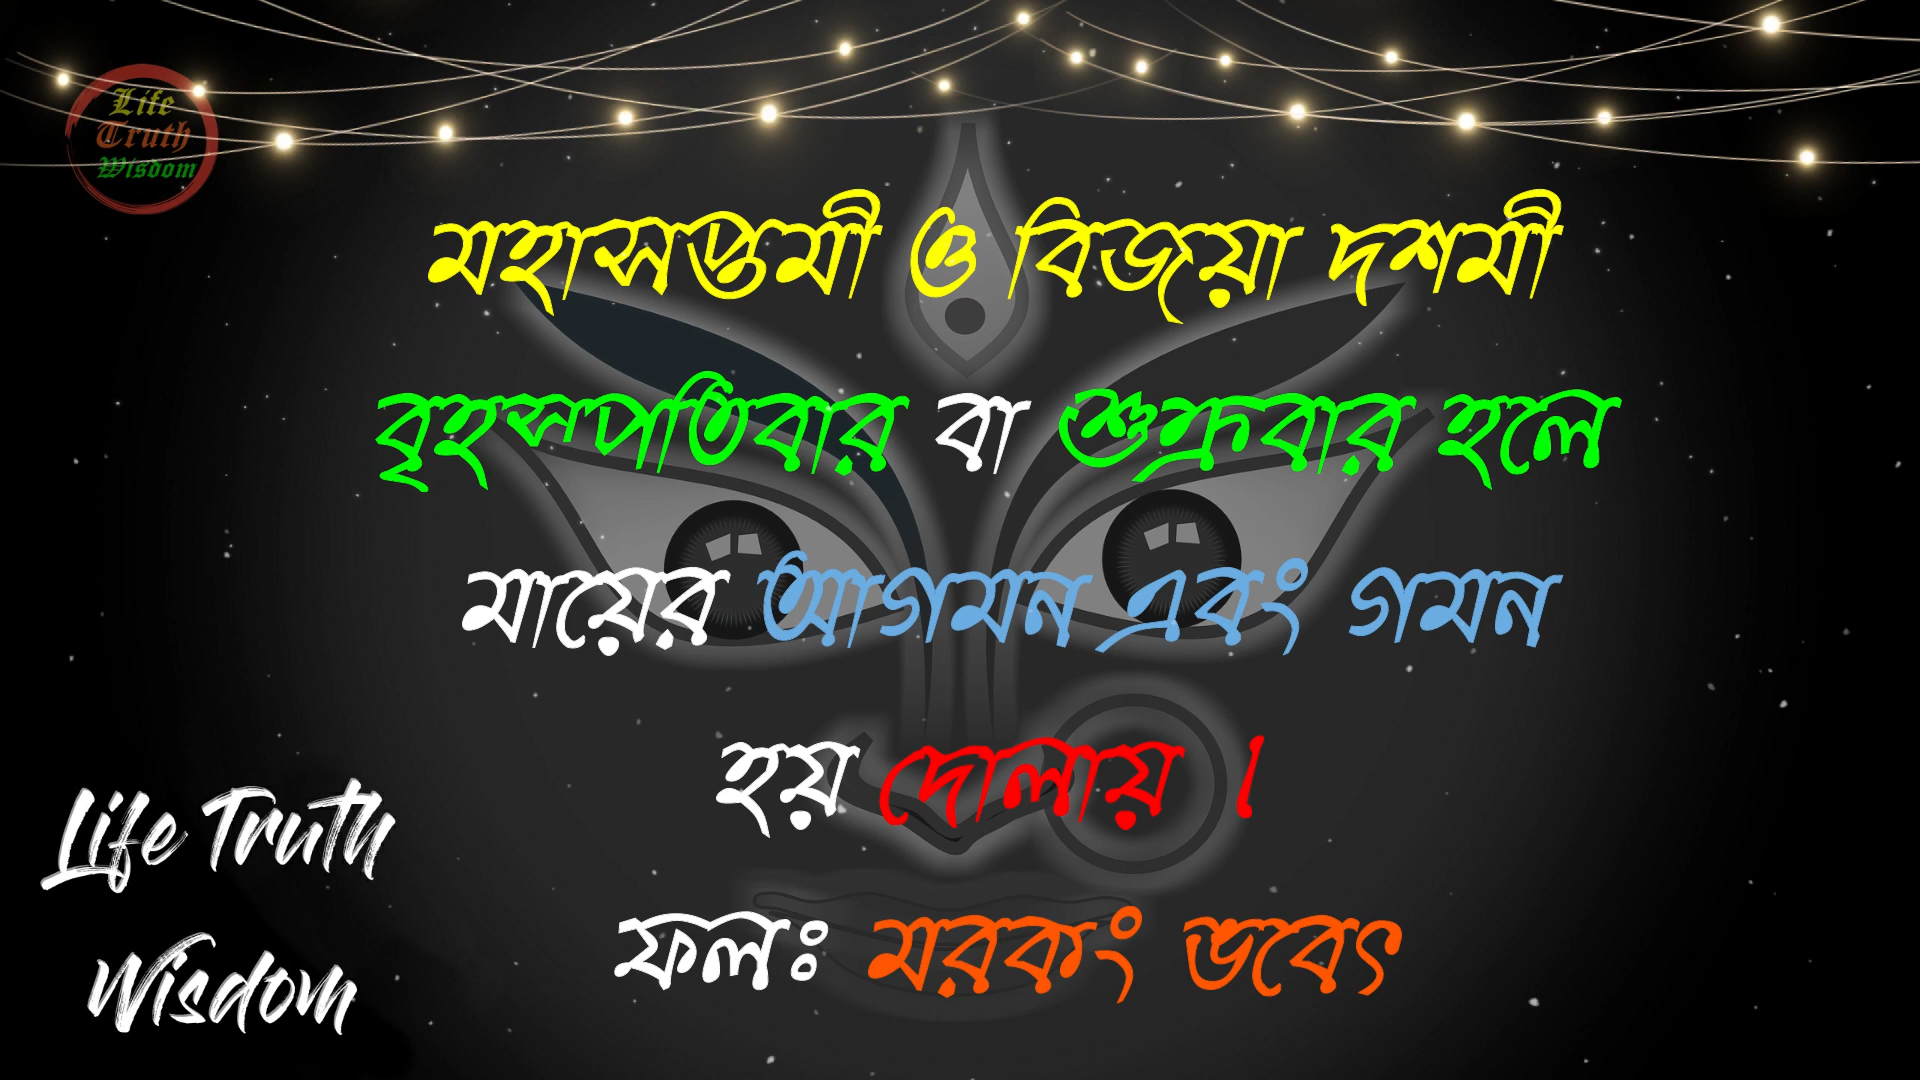 Life
Truth
Wisdom
মহাসপ্তমী ও বিজয়া দশমী
বৃহস্পতিবার বা শুক্রবার হলে
মায়ের আগমন এবং গমন
হয় দোলায় ।
ফলঃ মরকং ভবেৎ
Life Truth
Wisdom